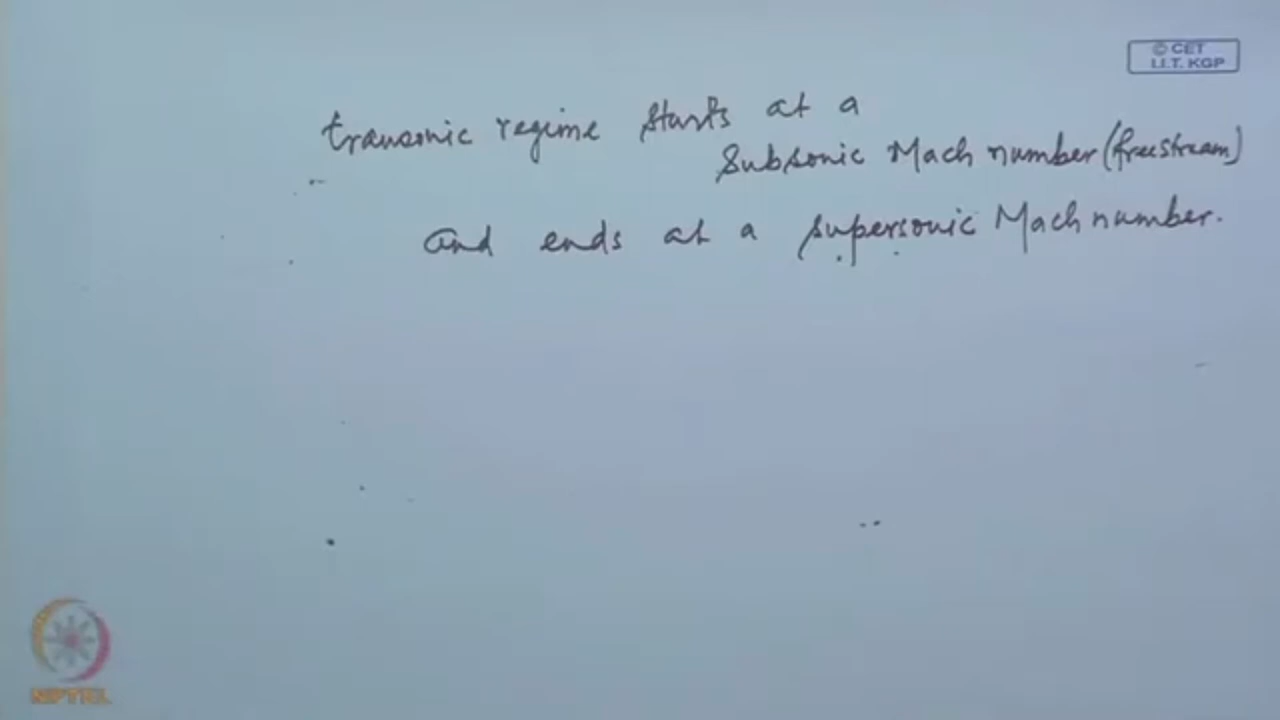 © CET
I.I.T. KGP
transonic regime starts at a
Subsonic Mach number (freestream)
and ends at a supersonic Mach number.
NPTEL